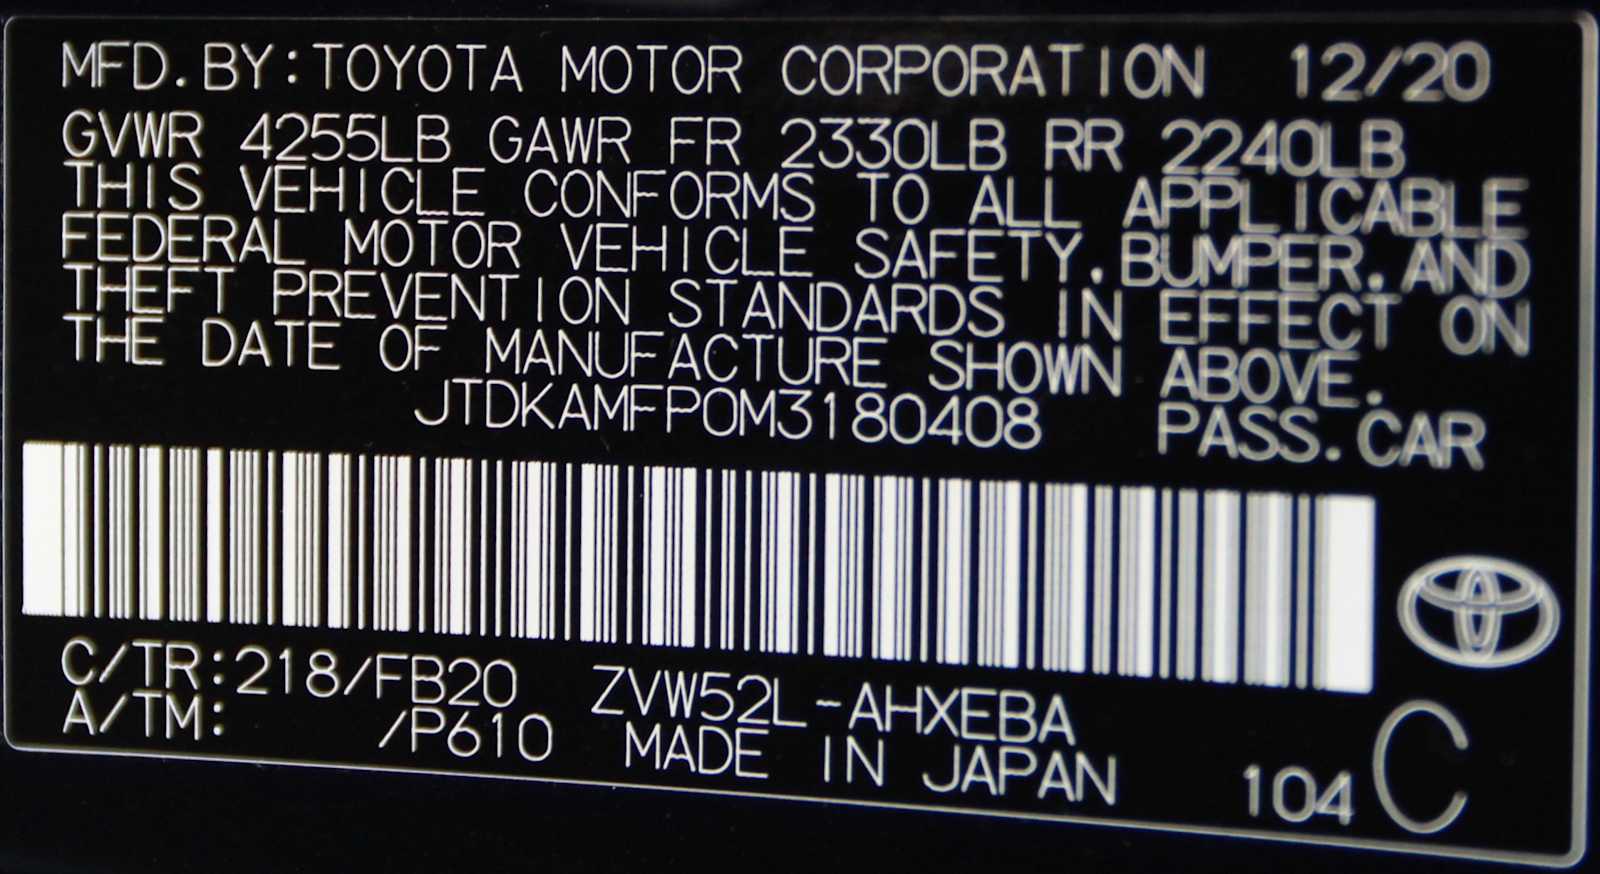 MFD. BY: TOYOTA MOTOR CORPORATION 12/20
GVWR 4255LB GAWR FR 2330LB RR 2240LB
THIS VEHICLE CONFORMS TO ALL APPLICABLE
FEDERAL MOTOR VEHICLE SAFETY, BUMPER, AND
THEFT PREVENTION STANDARDS IN EFFECT ON
THE DATE OF MANUFACTURE SHOWN ABOVE.
JTDKAMFP0M3180408 PASS. CAR
C/TR: 218/FB20 ZVW52L-AHXEBA
A/TM: /P610 MADE IN JAPAN 104 C